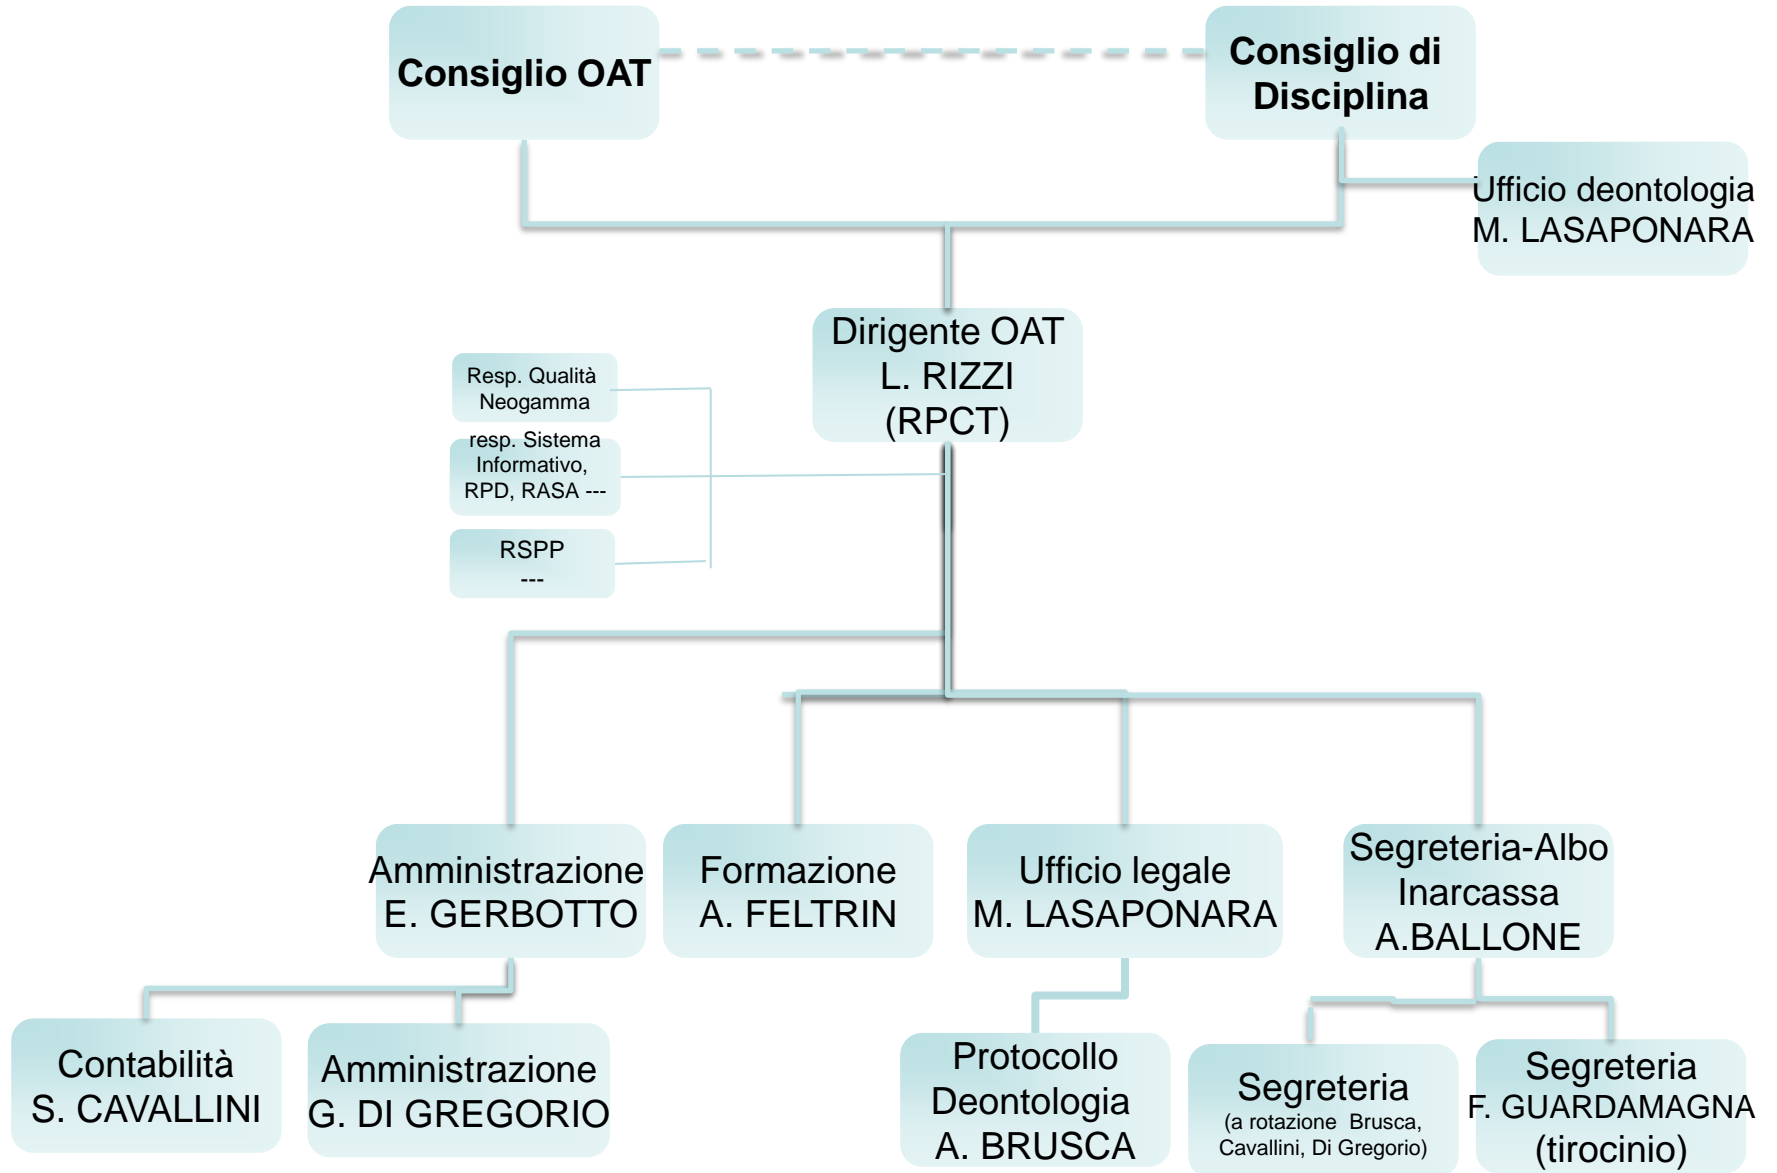 Consiglio OAT
Consiglio di
Disciplina
Ufficio deontologia
M. LASAPONARA
Dirigente OAT
L. RIZZI
(RPCT)
Resp. Qualità
Neogamma
resp. Sistema
Informativo,
RPD, RASA ---
RSPP
---
Amministrazione
E. GERBOTTO
Formazione
A. FELTRIN
Ufficio legale
M. LASAPONARA
Segreteria-Albo
Inarcassa
A.BALLONE
Contabilità
S. CAVALLINI
Amministrazione
G. DI GREGORIO
Protocollo
Deontologia
A. BRUSCA
Segreteria
(a rotazione Brusca,
Cavallini, Di Gregorio)
Segreteria
F. GUARDAMAGNA
(tirocinio)